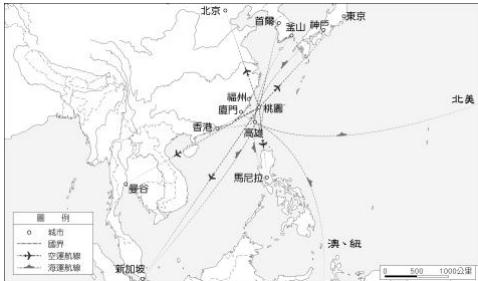 北京
首爾
釜山
神戶
東京
福州
廈門
桃園
北美
香港
高雄
馬尼拉
曼谷
澳、紐
新加坡
圖 例
城市
國界
空運航線
海運航線
0 500 1000公里